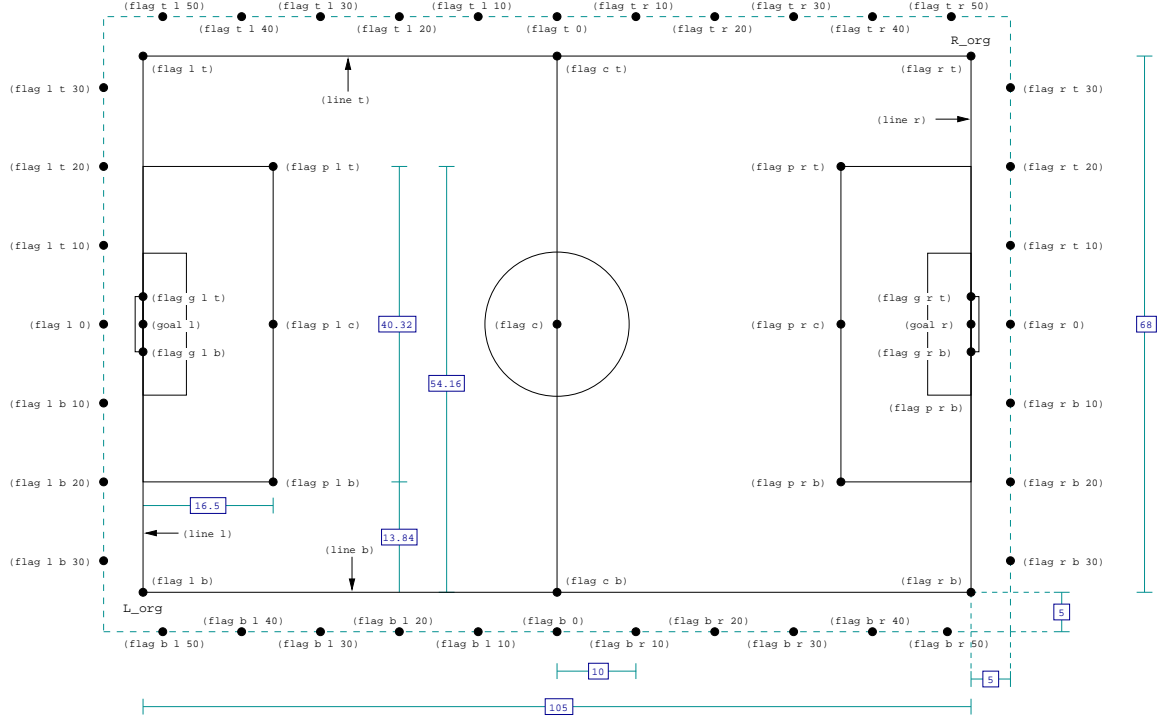 (flag t l 50) (flag t l 30) (flag t l 10) (flag t r 10) (flag t r 30) (flag t r 50)
(flag t l 40) (flag t l 20) (flag t 0) (flag t r 20) (flag t r 40)
R_org
(flag l t) (flag c t) (flag r t)
(flag l t 30) (flag r t 30)
(line t)
(line r)
(flag l t 20) (flag p l t) (flag p r t) (flag r t 20)
(flag l t 10) (flag r t 10)
(flag g l t) (flag g r t)
(flag l 0) (goal l) (flag p l c) 40.32 (flag c) (flag p r c) (goal r) (flag r 0) 68
(flag g l b) (flag g r b)
54.16
(flag l b 10) (flag p r b) (flag r b 10)
(flag l b 20) (flag p l b) (flag p r b) (flag r b 20)
16.5
(line l) 13.84
(line b)
(flag l b 30) (flag r b 30)
(flag l b) (flag c b) (flag r b)
L_org 5
(flag b l 40) (flag b l 20) (flag b 0) (flag b r 20) (flag b r 40)
(flag b l 50) (flag b l 30) (flag b l 10) (flag b r 10) (flag b r 30) (flag b r 50)
10 5
105